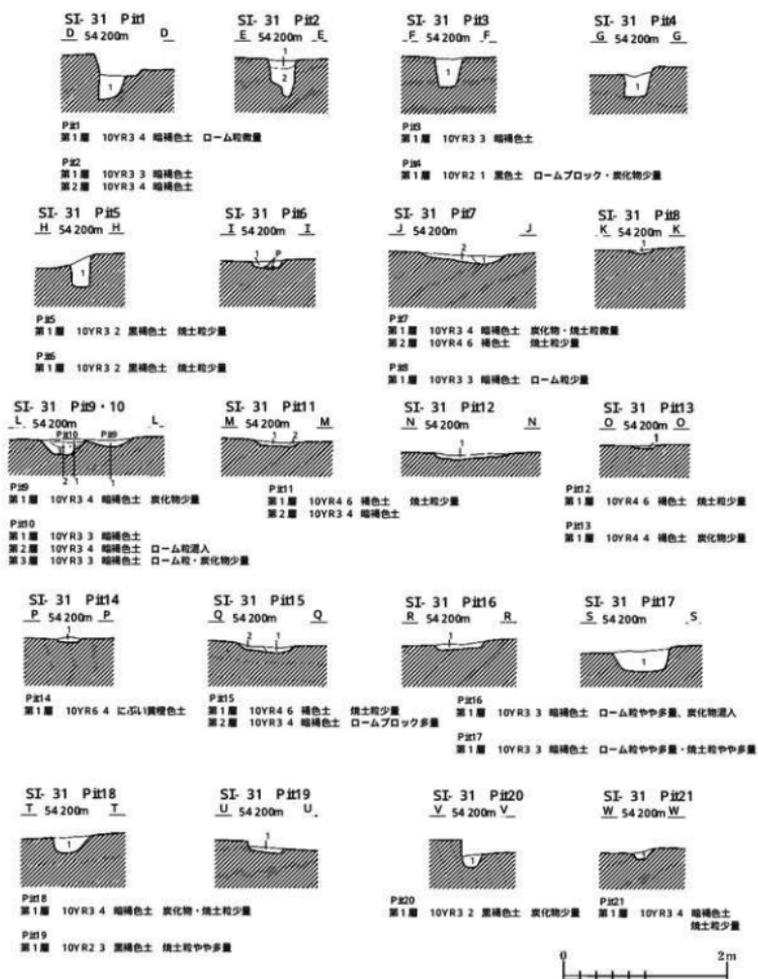 SI- 31 Pit1
D 54 200m D
1
SI- 31 Pit2
E 54 200m E
1
2
Pit1
第1層 10YR3 4 暗褐色土 ローム粒微量
Pit2
第1層 10YR3 3 暗褐色土
第2層 10YR3 4 暗褐色土
SI- 31 Pit3
F 54 200m F
1
SI- 31 Pit4
G 54 200m G
1
Pit3
第1層 10YR3 3 暗褐色土
Pit4
第1層 10YR2 1 黒色土 ロームブロック・炭化物少量
SI- 31 Pit5
H 54 200m H
1
SI- 31 Pit6
I 54 200m I
1 P
Pit5
第1層 10YR3 2 黒褐色土 焼土粒少量
Pit6
第1層 10YR3 2 黒褐色土 焼土粒少量
SI- 31 Pit7
J 54 200m J
2 1
SI- 31 Pit8
K 54 200m K
1
Pit7
第1層 10YR3 4 暗褐色土 炭化物・焼土粒微量
第2層 10YR4 6 褐色土 焼土粒少量
Pit8
第1層 10YR3 3 暗褐色土 ローム粒少量
SI- 31 Pit9・10
L 54 200m L
Pit10 Pit9
2 1 1
SI- 31 Pit11
M 54 200m M
1 2
Pit9
第1層 10YR3 4 暗褐色土 炭化物少量
Pit10
第1層 10YR3 3 暗褐色土
第2層 10YR3 4 暗褐色土 ローム粒混入
第3層 10YR3 3 暗褐色土 ローム粒・炭化物少量
Pit11
第1層 10YR4 6 褐色土 焼土粒少量
第2層 10YR3 4 暗褐色土
SI- 31 Pit12
N 54 200m N
1
SI- 31 Pit13
O 54 200m O
1
Pit12
第1層 10YR4 6 褐色土 焼土粒少量
Pit13
第1層 10YR4 4 褐色土 炭化物少量
SI- 31 Pit14
P 54 200m P
1
SI- 31 Pit15
Q 54 200m Q
2 1
Pit14
第1層 10YR6 4 にぶい黄橙色土
Pit15
第1層 10YR4 6 褐色土 焼土粒少量
第2層 10YR3 4 暗褐色土 ロームブロック多量
SI- 31 Pit16
R 54 200m R
1
SI- 31 Pit17
S 54 200m S
1
Pit16
第1層 10YR3 3 暗褐色土 ローム粒やや多量、炭化物混入
Pit17
第1層 10YR3 3 暗褐色土 ローム粒やや多量・焼土粒やや多量
SI- 31 Pit18
T 54 200m T
1
SI- 31 Pit19
U 54 200m U
1
Pit18
第1層 10YR3 4 暗褐色土 炭化物・焼土粒少量
Pit19
第1層 10YR2 3 黒褐色土 焼土粒やや多量
SI- 31 Pit20
V 54 200m V
1
SI- 31 Pit21
W 54 200m W
1
Pit20
第1層 10YR3 2 黒褐色土 炭化物少量
Pit21
第1層 10YR3 4 暗褐色土
焼土粒少量
0 2m